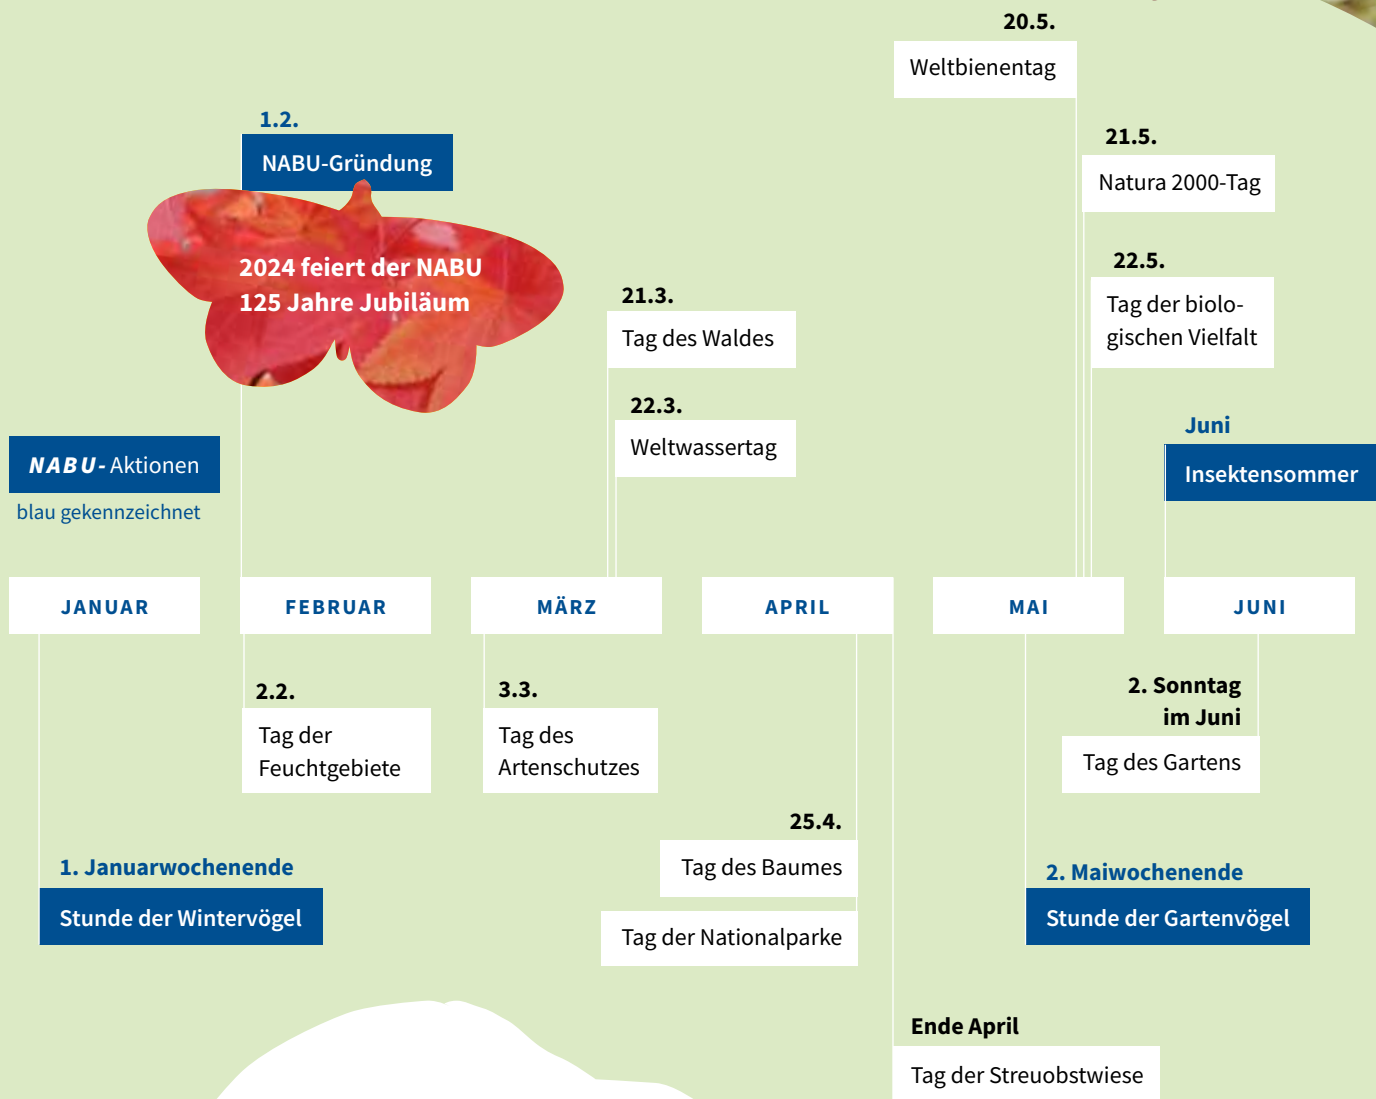 20.5.
Weltbienentag
1.2.
NABU-Gründung
21.5.
Natura 2000-Tag
2024 feiert der NABU
125 Jahre Jubiläum
22.5.
Tag der biolo-
gischen Vielfalt
21.3.
Tag des Waldes
22.3.
Weltwassertag
Juni
Insektensommer
NABU-Aktionen
blau gekennzeichnet
JANUAR
FEBRUAR
MÄRZ
APRIL
MAI
JUNI
2.2.
Tag der
Feuchtgebiete
3.3.
Tag des
Artenschutzes
2. Sonntag
im Juni
Tag des Gartens
25.4.
Tag des Baumes
Tag der Nationalparke
1. Januarwochenende
Stunde der Wintervögel
2. Maiwochenende
Stunde der Gartenvögel
Ende April
Tag der Streuobstwiese